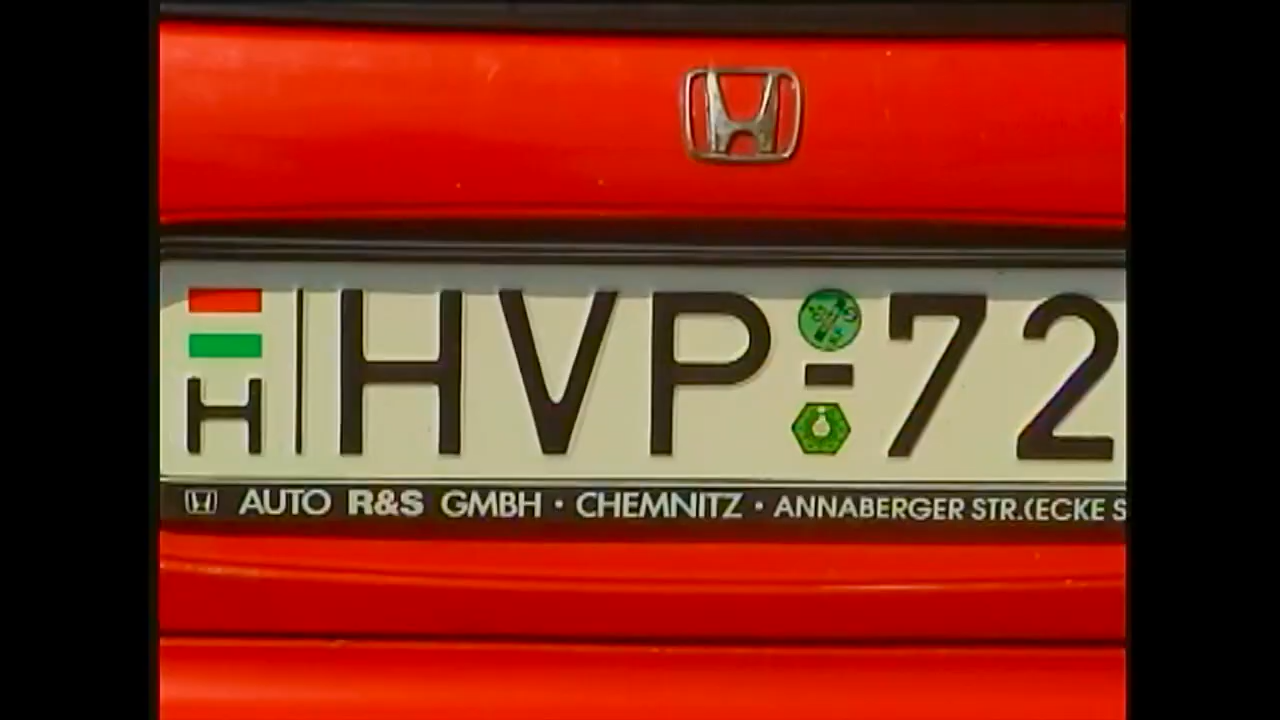 H HVP-72
AUTO R&S GMBH · CHEMNITZ · ANNABERGER STR.(ECKE S